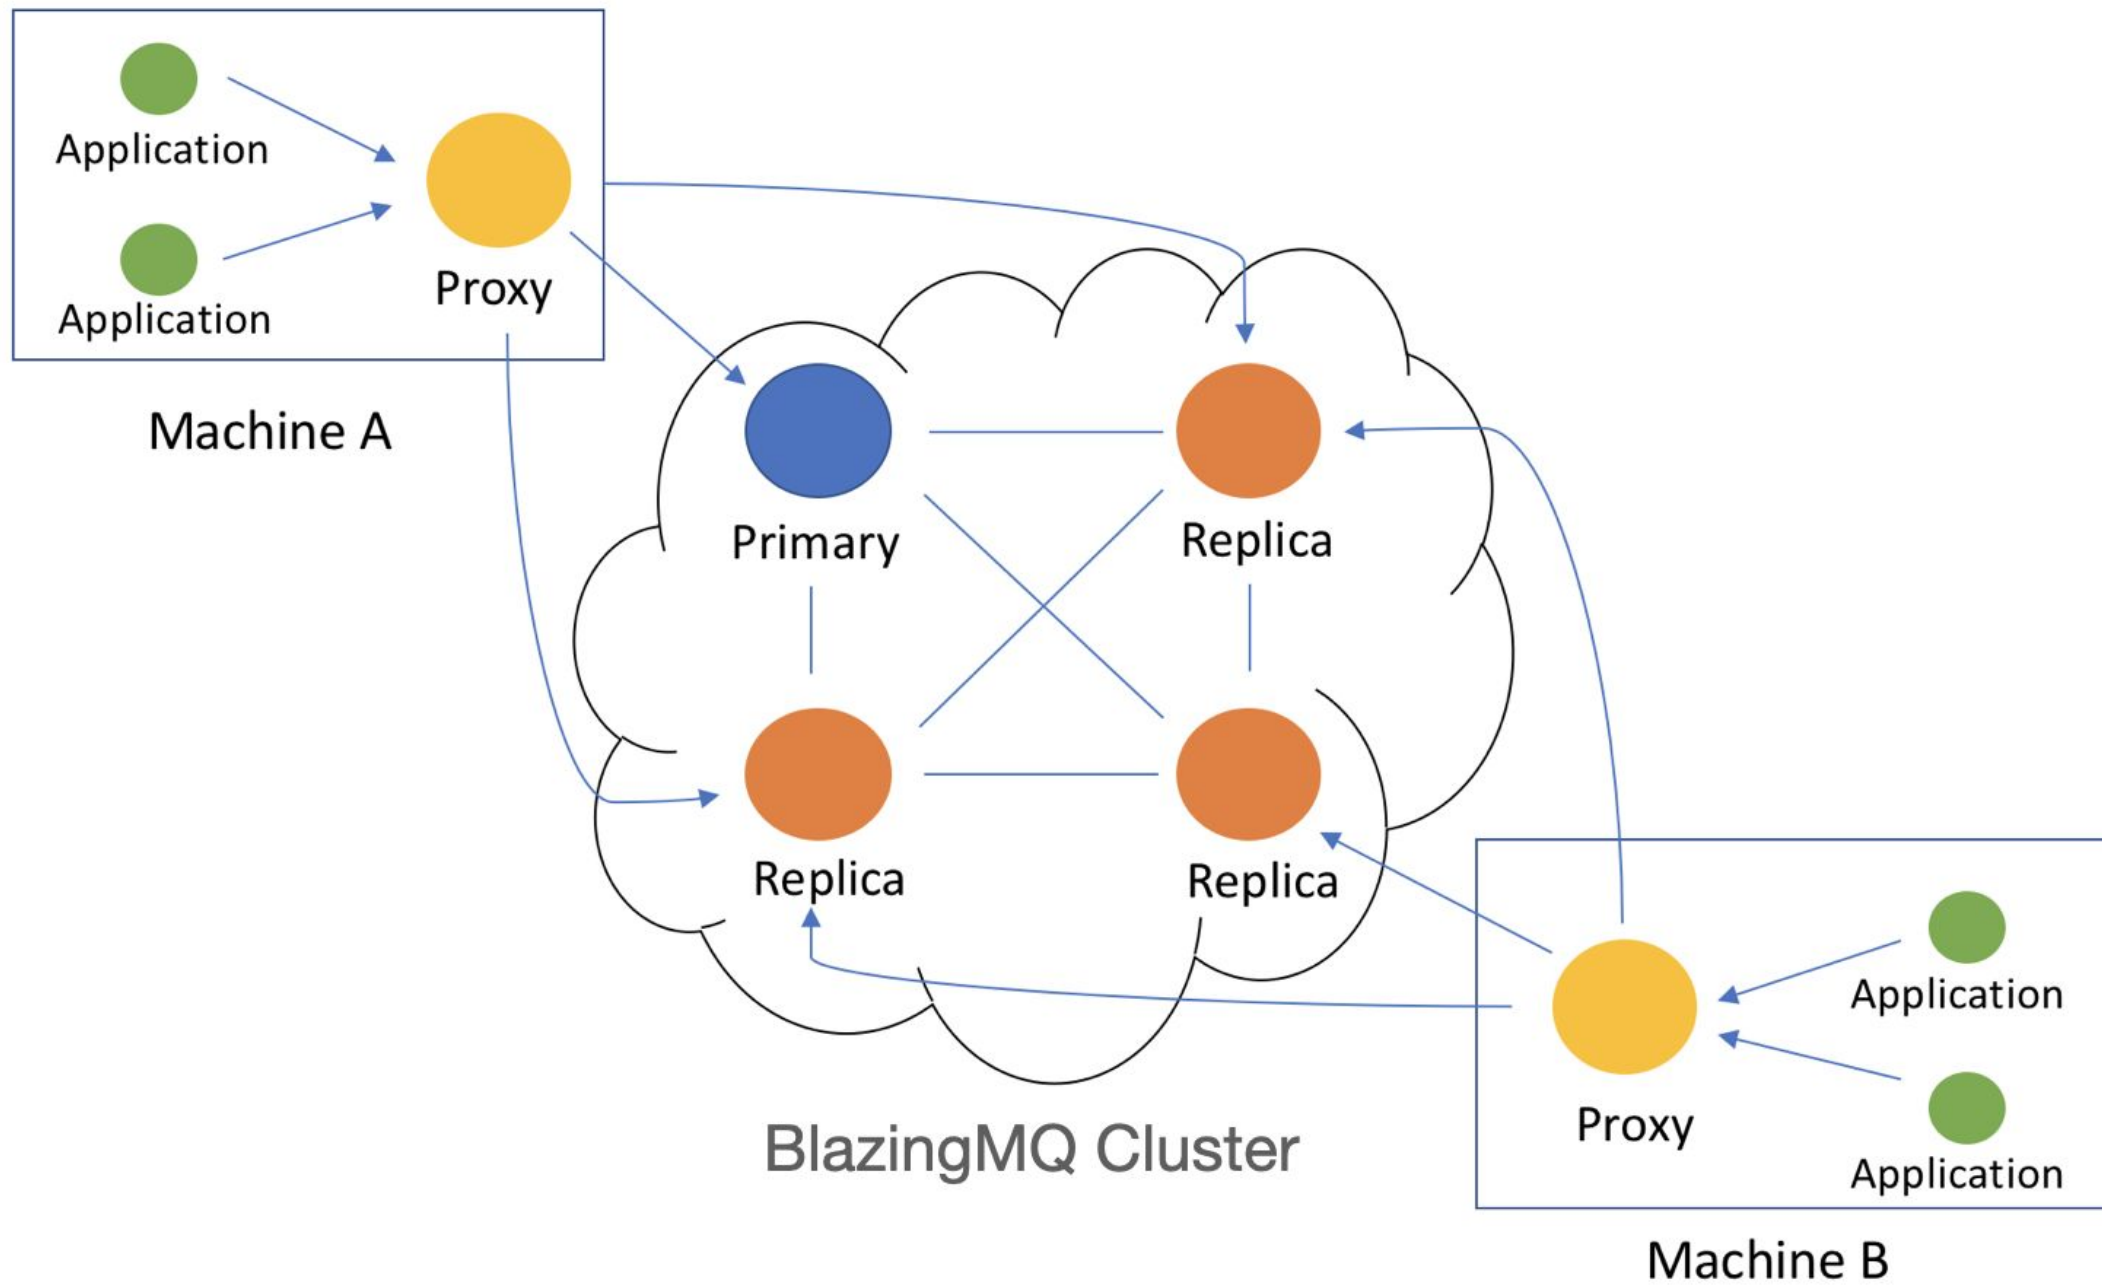 Application
Application
Proxy
Machine A
Primary
Replica
Replica
Replica
BlazingMQ Cluster
Application
Proxy
Application
Machine B